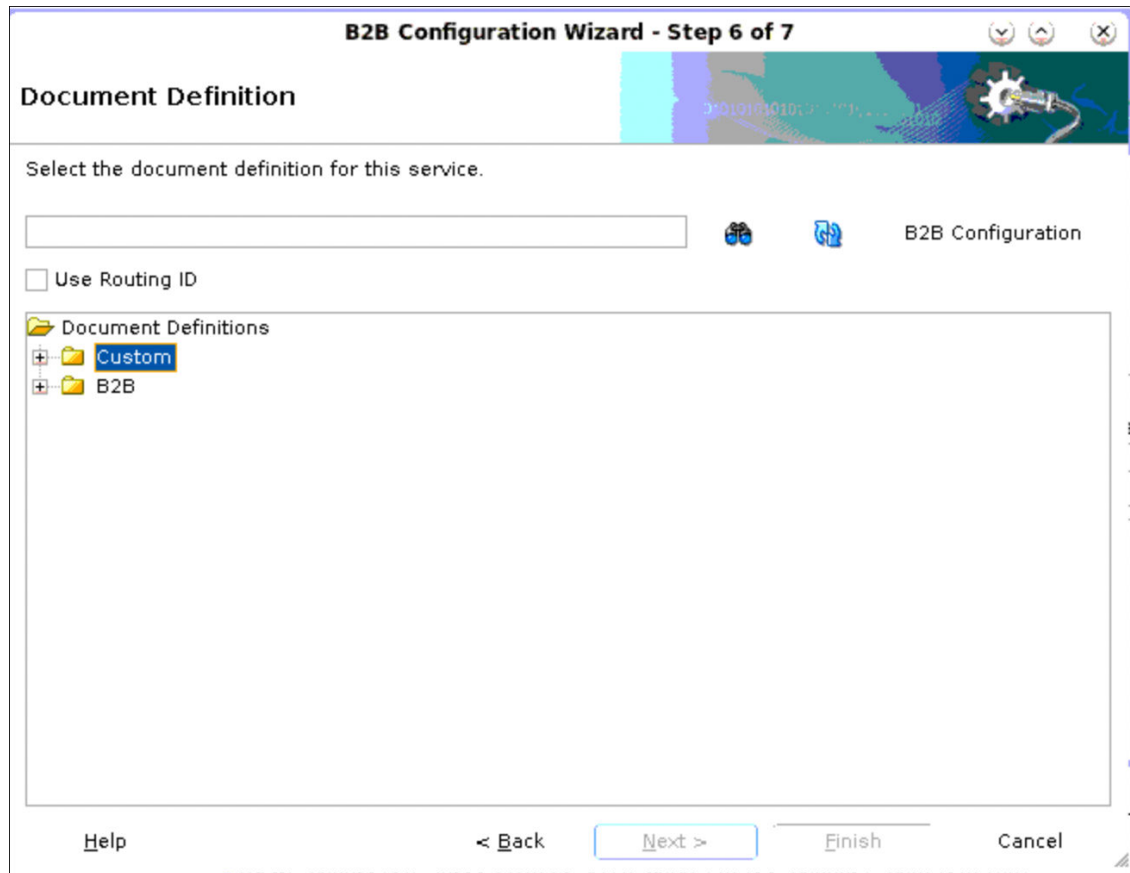 B2B Configuration Wizard - Step 6 of 7
Document Definition
Select the document definition for this service.
B2B Configuration
Use Routing ID
Document Definitions
Custom
B2B
Help < Back Next > Finish Cancel